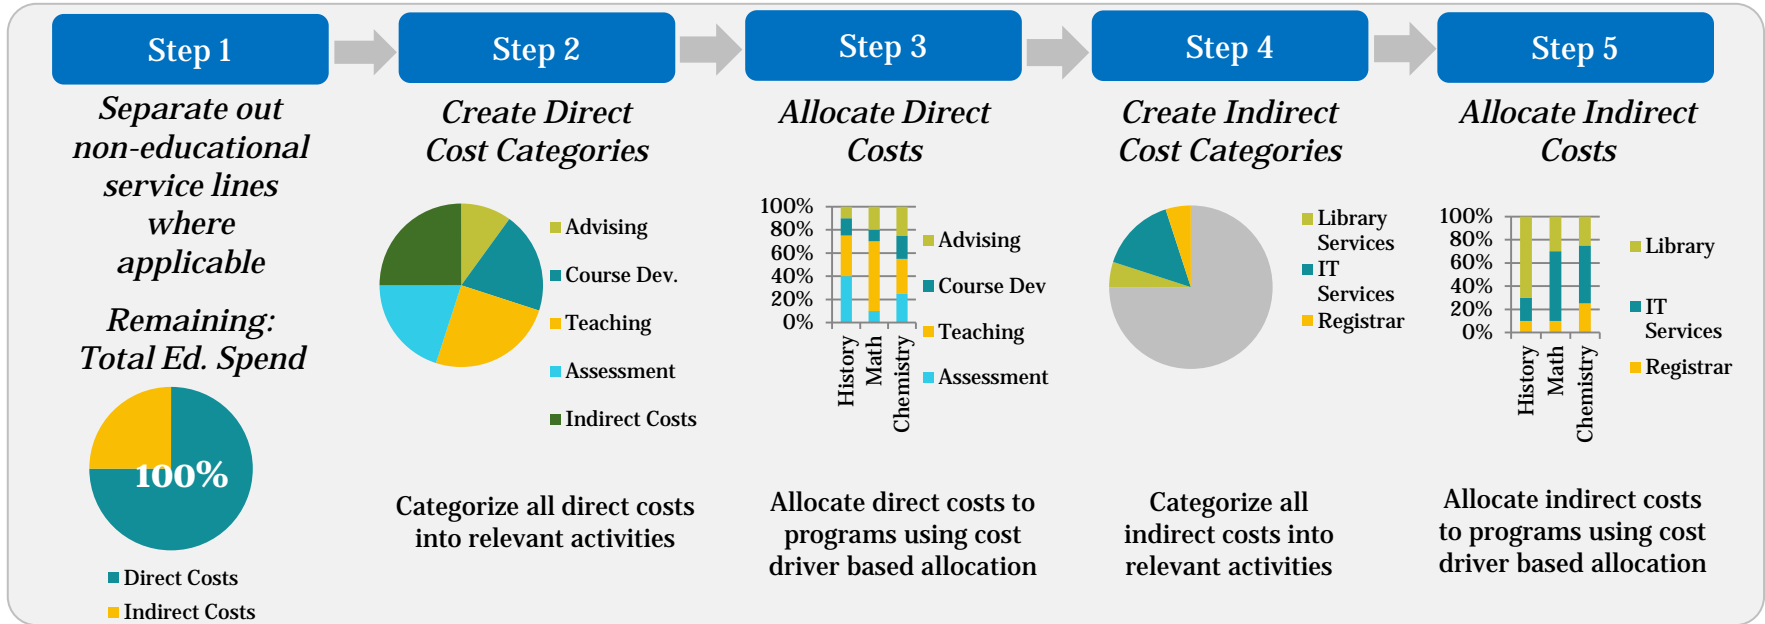 Step 1
Separate out
non-educational
service lines
where
applicable
Remaining:
Total Ed. Spend
100%
Direct Costs
Indirect Costs
Step 2
Create Direct
Cost Categories
Advising
Course Dev.
Teaching
Assessment
Indirect Costs
Categorize all direct costs
into relevant activities
Step 3
Allocate Direct
Costs
100%
80%
60%
40%
20%
0%
History
Math
Chemistry
Advising
Course Dev
Teaching
Assessment
Allocate direct costs to
programs using cost
driver based allocation
Step 4
Create Indirect
Cost Categories
Library
Services
IT
Services
Registrar
Categorize all
indirect costs into
relevant activities
Step 5
Allocate Indirect
Costs
100%
80%
60%
40%
20%
0%
History
Math
Chemistry
Library
IT
Services
Registrar
Allocate indirect costs
to programs using cost
driver based allocation